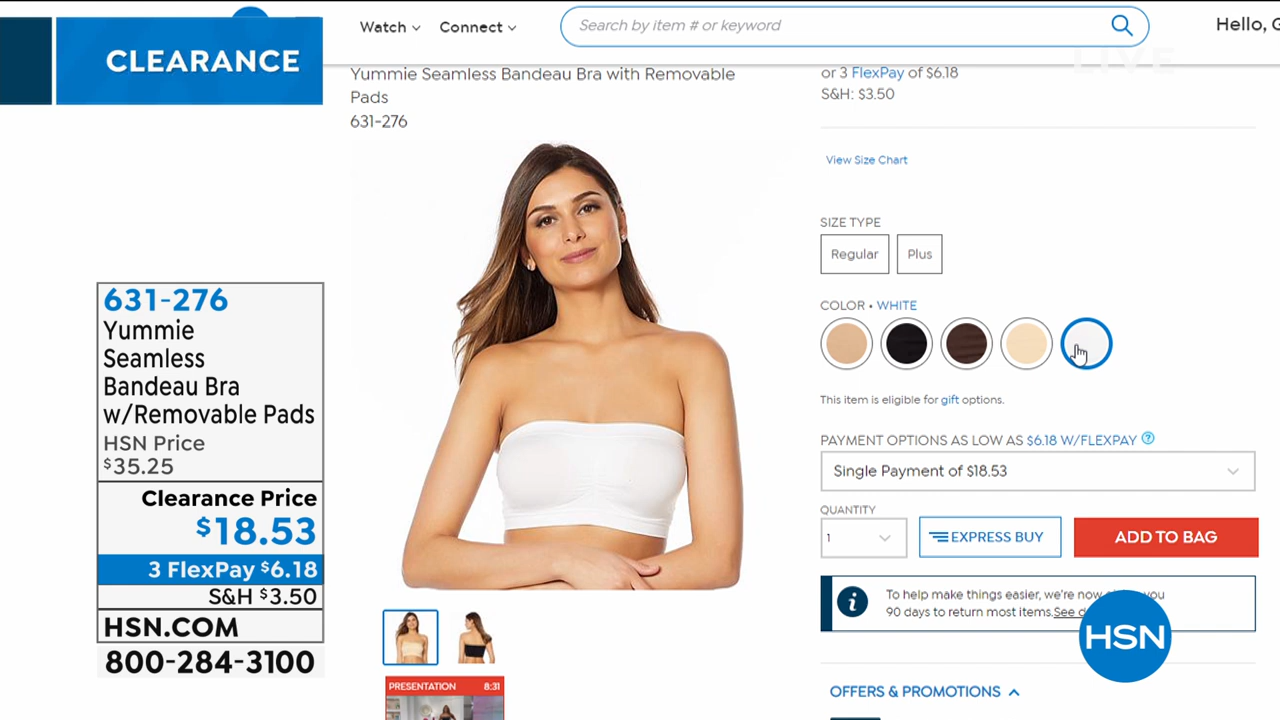 CLEARANCE
Watch
Connect
Search by item # or keyword
Hello, G
LIVE
Yummie Seamless Bandeau Bra with Removable
Pads
631-276
or 3 FlexPay of $6.18
S&H: $3.50
View Size Chart
SIZE TYPE
Regular
Plus
COLOR • WHITE
This item is eligible for gift options.
PAYMENT OPTIONS AS LOW AS $6.18 W/FLEXPAY ?
Single Payment of $18.53
QUANTITY
1
EXPRESS BUY
ADD TO BAG
i
To help make things easier, we're now you
90 days to return most items. See
HSN
OFFERS & PROMOTIONS
631-276
Yummie
Seamless
Bandeau Bra
w/Removable Pads
HSN Price
$35.25
Clearance Price
$18.53
3 FlexPay $6.18
S&H $3.50
HSN.COM
800-284-3100
PRESENTATION 8:31